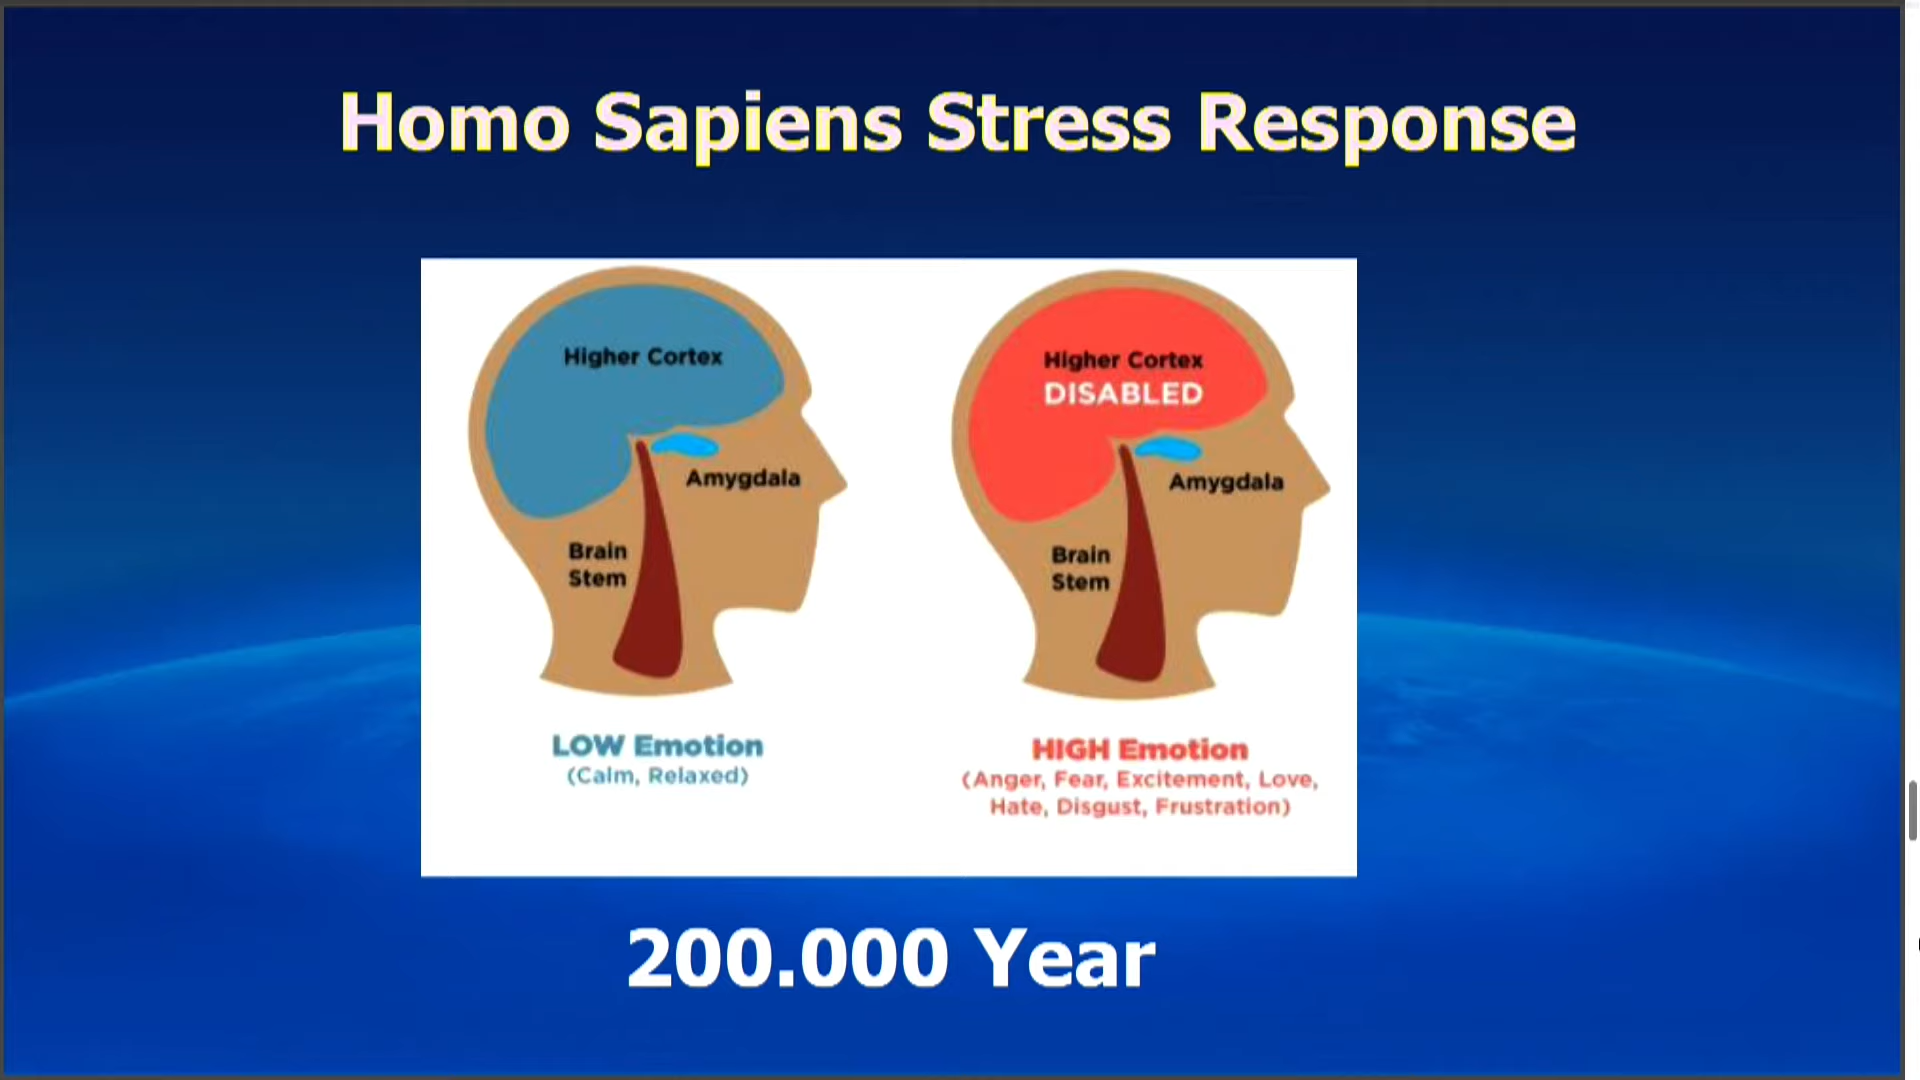 Homo Sapiens Stress Response
Higher Cortex
Amygdala
Brain
Stem
LOW Emotion
(Calm, Relaxed)
Higher Cortex
DISABLED
Amygdala
Brain
Stem
HIGH Emotion
(Anger, Fear, Excitement, Love,
Hate, Disgust, Frustration)
200.000 Year